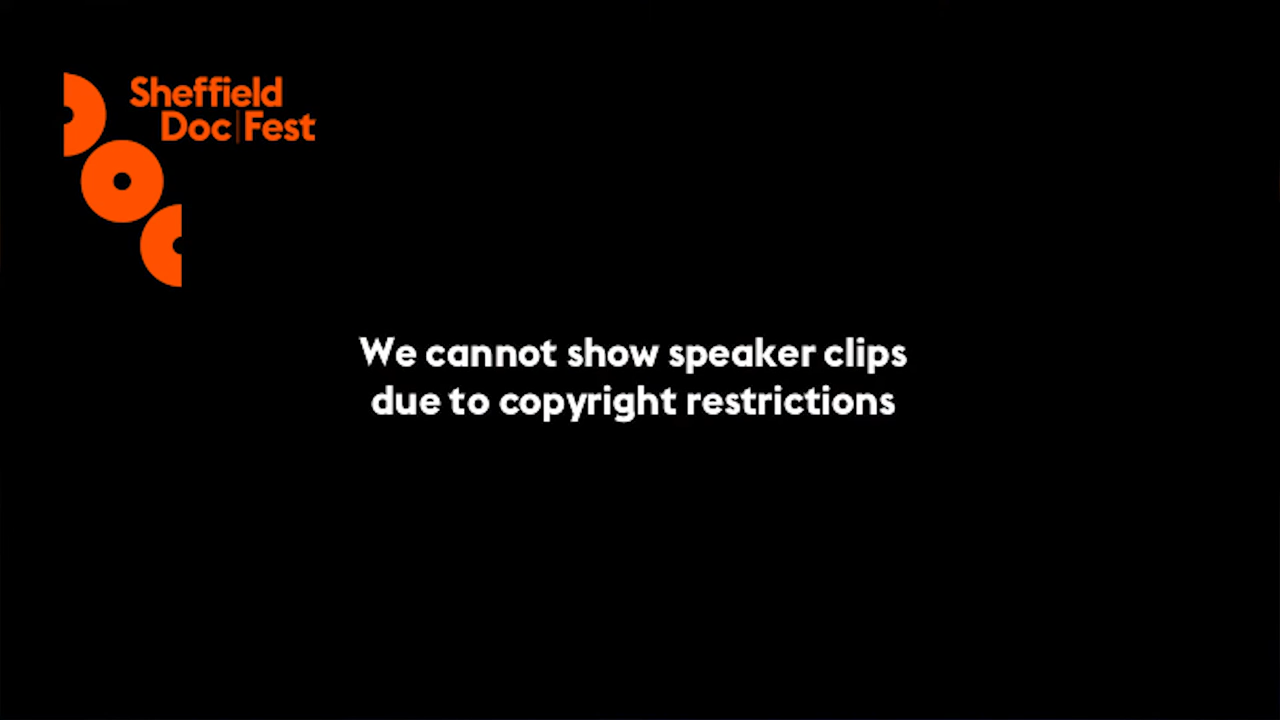 Sheffield
Doc|Fest
We cannot show speaker clips
due to copyright restrictions